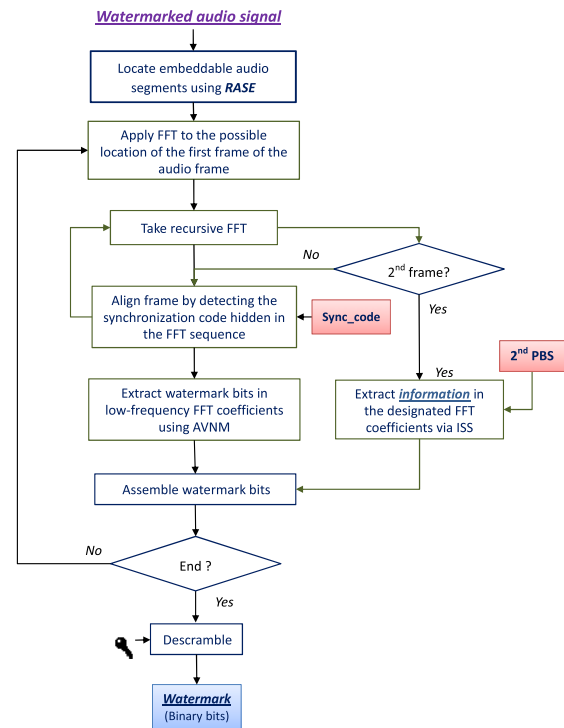 Watermarked audio signal
Locate embeddable audio
segments using RASE
Apply FFT to the possible
location of the first frame of the
audio frame
Take recursive FFT
No
2nd frame?
Align frame by detecting the
synchronization code hidden in
the FFT sequence
Sync_code
Yes
2nd PBS
Yes
Extract watermark bits in
low-frequency FFT coefficients
using AVNM
Extract information in
the designated FFT
coefficients via ISS
Assemble watermark bits
No
End ?
Yes
Descramble
Watermark
(Binary bits)